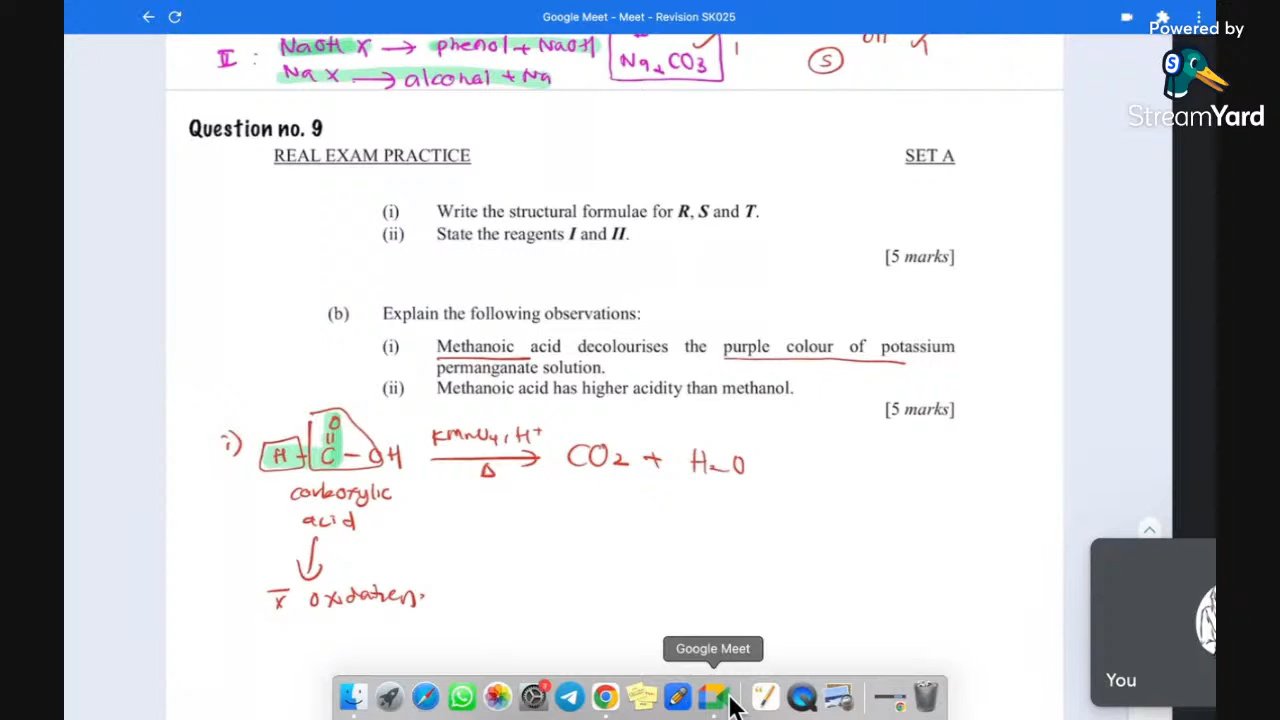 Google Meet - Meet - Revision SK025
Powered by
StreamYard
II : NaOH x → phenol + NaOH
Na x → alcohol + Na
Na2CO3
S
Question no. 9
REAL EXAM PRACTICE SET A
(i) Write the structural formulae for R, S and T.
(ii) State the reagents I and II.
[5 marks]
(b) Explain the following observations:
(i) Methanoic acid decolourises the purple colour of potassium
permanganate solution.
(ii) Methanoic acid has higher acidity than methanol.
[5 marks]
i) H - C - OH KMnO4, H+ → CO2 + H2O
O
Δ
carboxylic
acid
x oxidation.
Google Meet
You